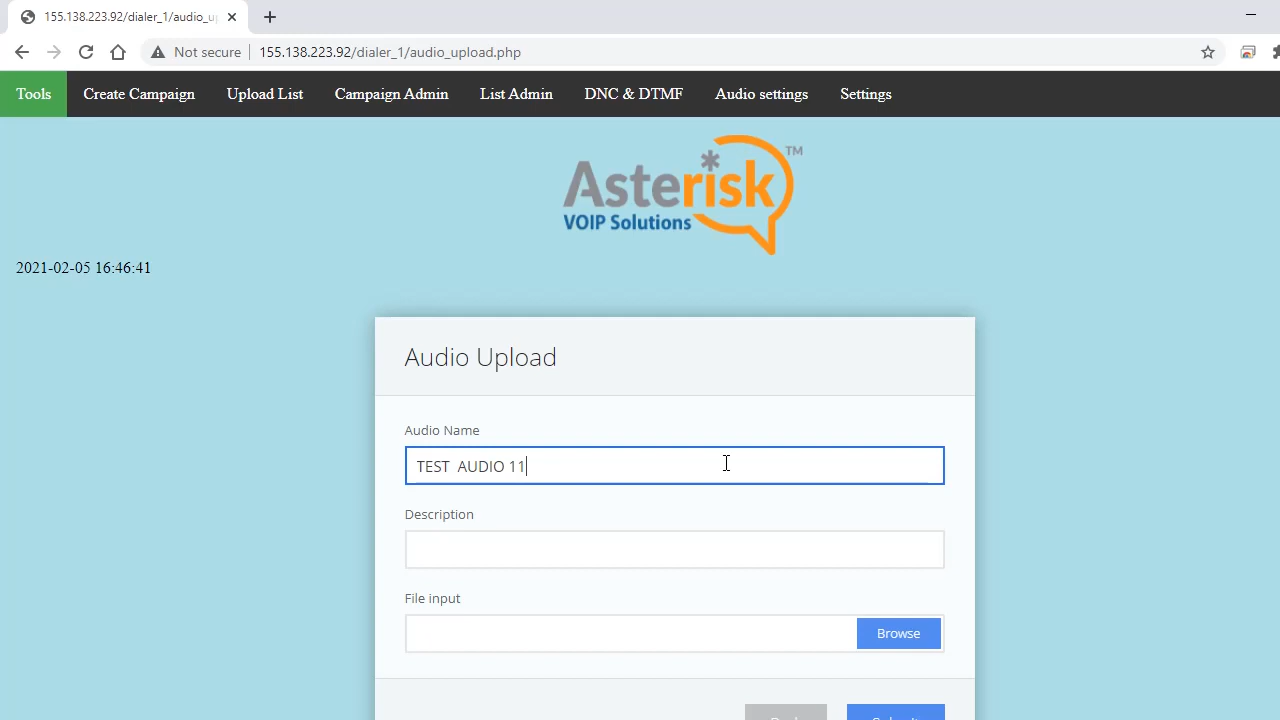 155.138.223.92/dialer_1/audio_u
Not secure 155.138.223.92/dialer_1/audio_upload.php
Tools Create Campaign Upload List Campaign Admin List Admin DNC & DTMF Audio settings Settings
Asterisk TM
VOIP Solutions
2021-02-05 16:46:41
Audio Upload
Audio Name
TEST  AUDIO 11
Description
File input
Browse